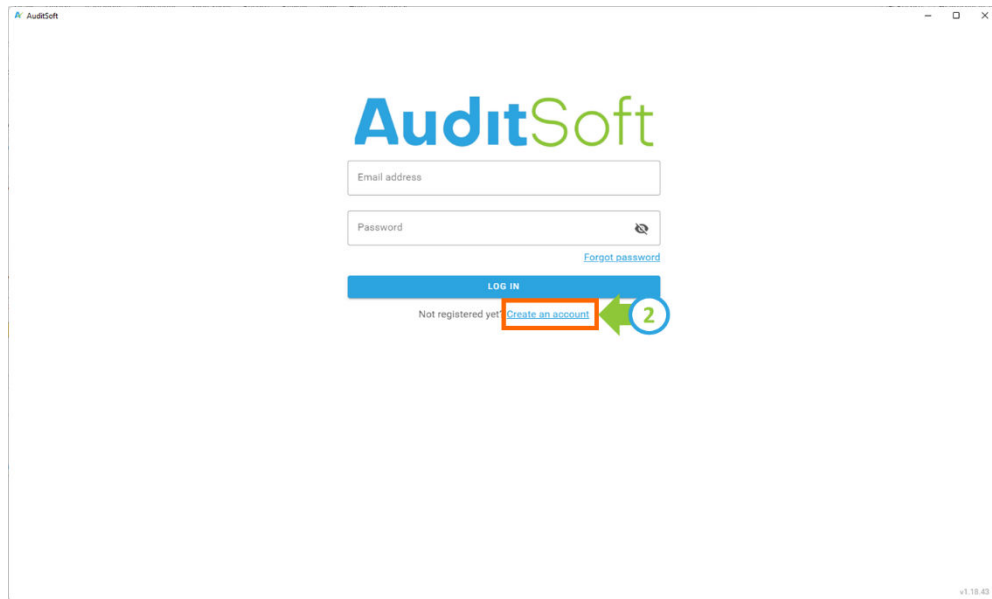 AuditSoft
AuditSoft
Email address
Password
Forgot password
LOG IN
Not registered yet? Create an account
2
v1.18.43